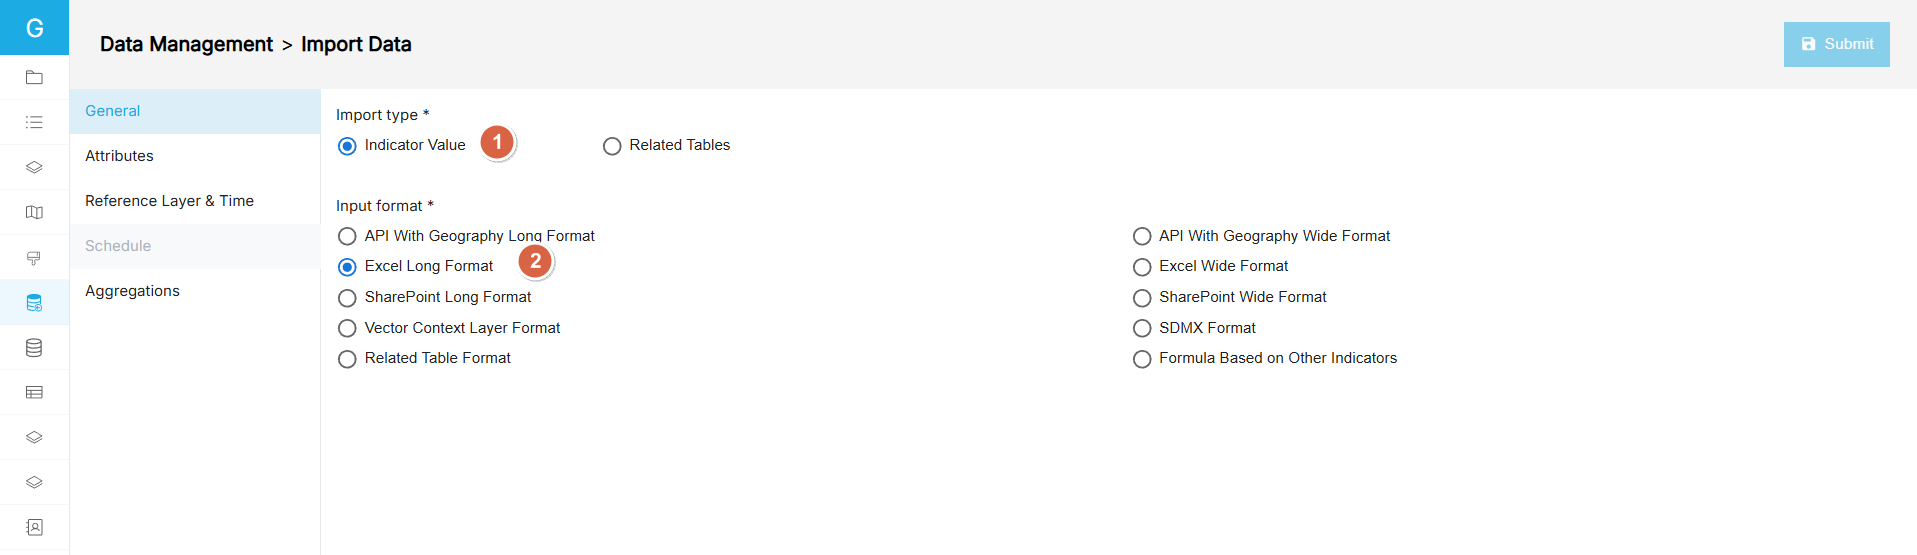 G
Data Management > Import Data
Submit
General
Attributes
Reference Layer & Time
Schedule
Aggregations
Import type *
Indicator Value
1
Related Tables
Input format *
API With Geography Long Format
API With Geography Wide Format
Excel Long Format
2
Excel Wide Format
SharePoint Long Format
SharePoint Wide Format
Vector Context Layer Format
SDMX Format
Related Table Format
Formula Based on Other Indicators